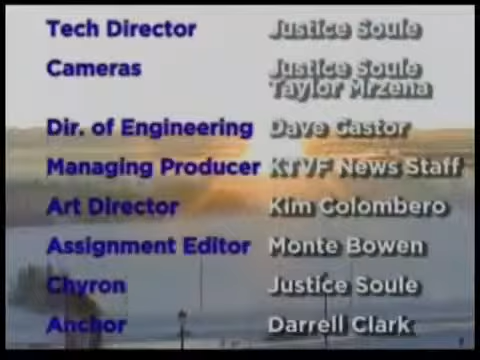 Tech Director Justice Soule
Cameras Justice Soule
Taylor Mrzena
Dir. of Engineering Dave Castor
Managing Producer KTVF News Staff
Art Director Kim Colombero
Assignment Editor Monte Bowen
Chyron Justice Soule
Anchor Darrell Clark